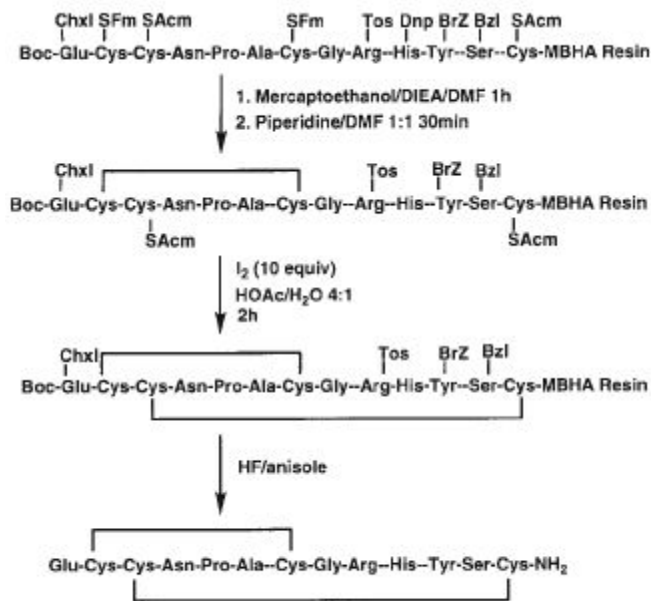 Chxl SFm SAcm SFm Tos Dnp BrZ Bzl SAcm
Boc-Glu-Cys-Cys-Asn-Pro-Ala-Cys-Gly-Arg--His-Tyr-Ser--Cys-MBHA Resin
1. Mercaptoethanol/DIEA/DMF 1h
2. Piperidine/DMF 1:1 30min
Chxl Tos BrZ Bzl
Boc-Glu-Cys-Cys-Asn-Pro-Ala--Cys-Gly--Arg--His--Tyr-Ser-Cys-MBHA Resin
SAcm SAcm
I₂ (10 equiv)
HOAc/H₂O 4:1
2h
Chxl Tos BrZ Bzl
Boc-Glu-Cys-Cys-Asn-Pro-Ala-Cys-Gly--Arg-His-Tyr--Ser-Cys-MBHA Resin
HF/anisole
Glu-Cys-Cys-Asn-Pro-Ala--Cys-Gly-Arg-His--Tyr-Ser-Cys-NH₂